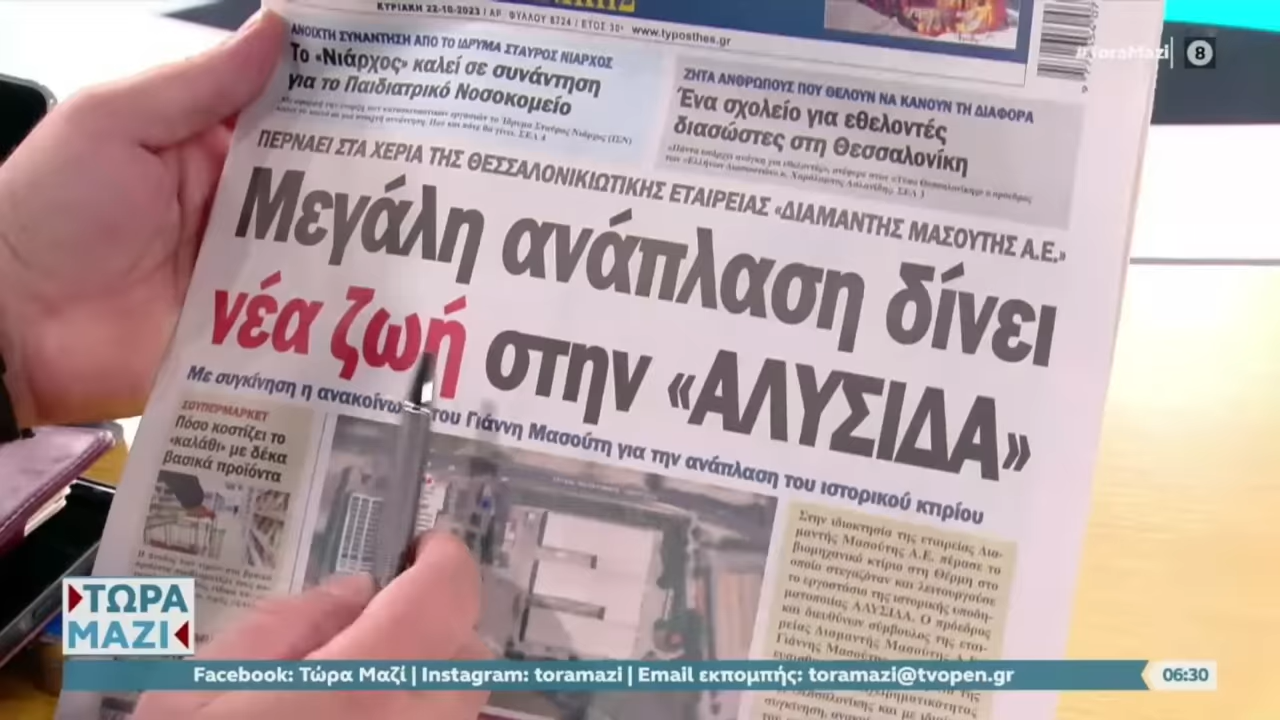 ΚΥΡΙΑΚΗ 22-10-2023 / ΑΡ. ΦΥΛΛΟΥ 8724 / ΕΤΟΣ 30ο www.typosthes.gr
#ToraMazi 8
ΑΝΟΙΧΤΗ ΣΥΝΑΝΤΗΣΗ ΑΠΟ ΤΟ ΙΔΡΥΜΑ ΣΤΑΥΡΟΣ ΝΙΑΡΧΟΣ
Το «Νιάρχος» καλεί σε συνάντηση
για το Παιδιατρικό Νοσοκομείο
ΖΗΤΑ ΑΝΘΡΩΠΟΥΣ ΠΟΥ ΘΕΛΟΥΝ ΝΑ ΚΑΝΟΥΝ ΤΗ ΔΙΑΦΟΡΑ
Ένα σχολείο για εθελοντές
διασώστες στη Θεσσαλονίκη
ΠΕΡΝΑΕΙ ΣΤΑ ΧΕΡΙΑ ΤΗΣ ΘΕΣΣΑΛΟΝΙΚΙΩΤΙΚΗΣ ΕΤΑΙΡΕΙΑΣ «ΔΙΑΜΑΝΤΗΣ ΜΑΣΟΥΤΗΣ Α.Ε.»
Μεγάλη ανάπλαση δίνει
νέα ζωή στην «ΑΛΥΣΙΔΑ»
Με συγκίνηση η ανακοίνω του Γιάννη Μασούτη για την ανάπλαση του ιστορικού κτιρίου
ΣΟΥΠΕΡΜΑΡΚΕΤ
Πόσο κοστίζει το
«καλάθι» με δέκα
βασικά προϊόντα
Στην ιδιοκτησία της εταιρείας Δια-
μαντής Μασούτης Α.Ε. πέρασε το
βιομηχανικό κτίριο στη Θέρμη στο
οποίο στεγαζόταν και λειτουργούσε
το εργοστάσιο της ιστορικής υποδη-
ματοποιίας ΑΛΥΣΙΔΑ. Ο πρόεδρος
και διευθύνων σύμβουλος της εται-
ρείας Διαμαντής Μασούτης Α.Ε.
Γιάννης Μασούτης
ΤΩΡΑ
ΜΑΖΙ
Facebook: Τώρα Μαζί | Instagram: toramazi | Email εκπομπής: toramazi@tvopen.gr
06:30